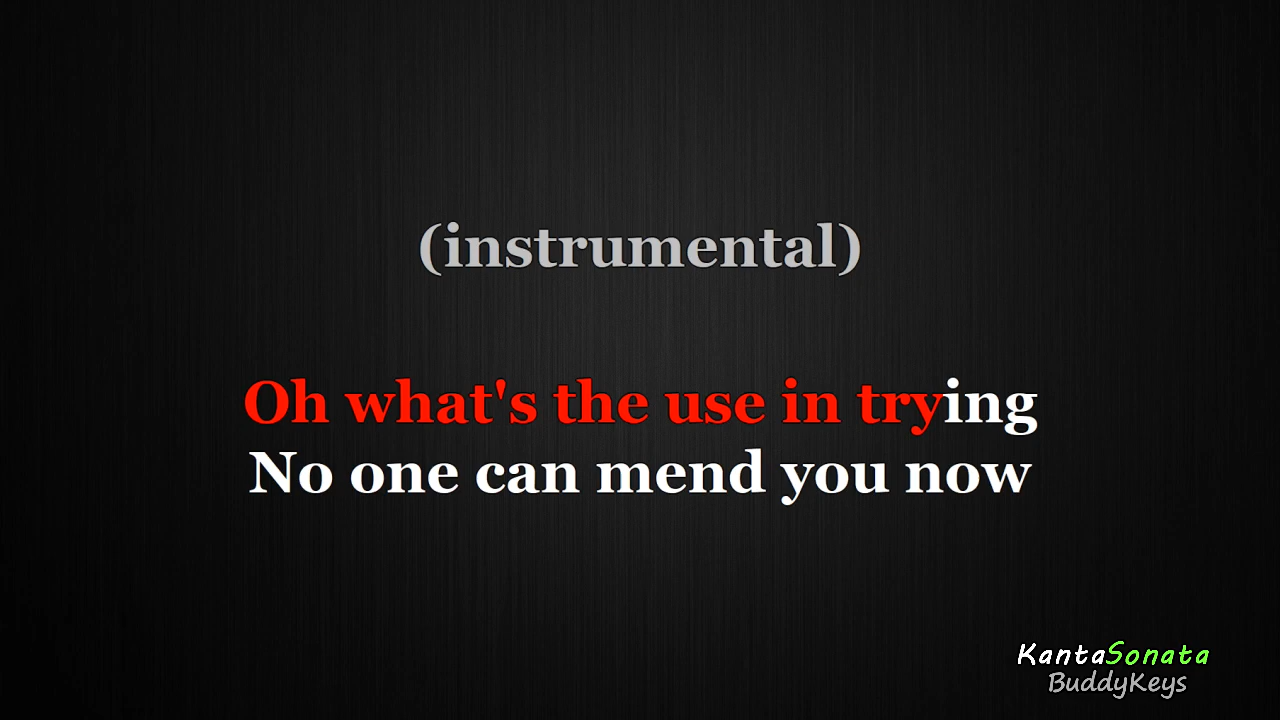 (instrumental)
Oh what's the use in trying
No one can mend you now
KantaSonata
BuddyKeys